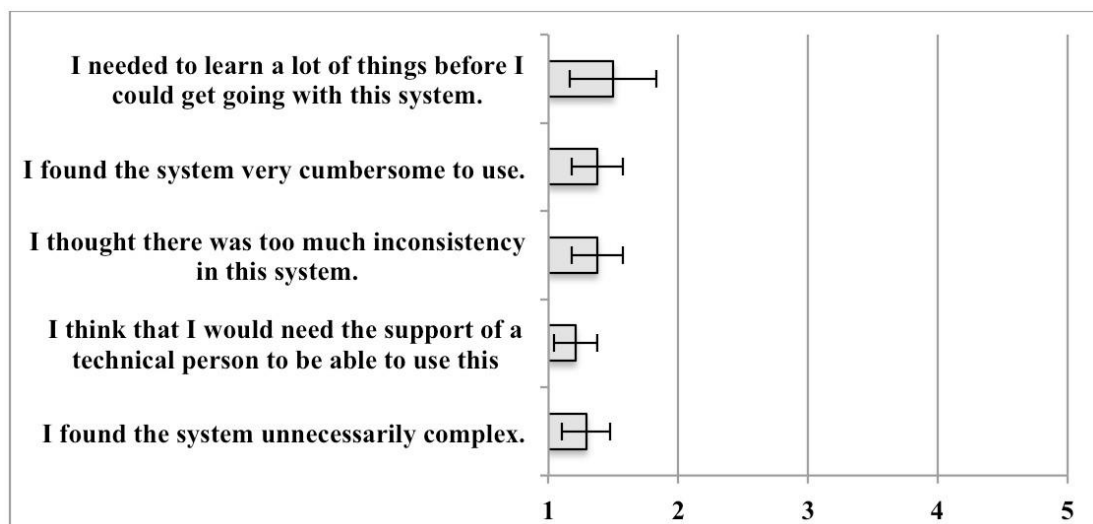 I needed to learn a lot of things before I
could get going with this system.
I found the system very cumbersome to use.
I thought there was too much inconsistency
in this system.
I think that I would need the support of a
technical person to be able to use this
I found the system unnecessarily complex.
1 2 3 4 5